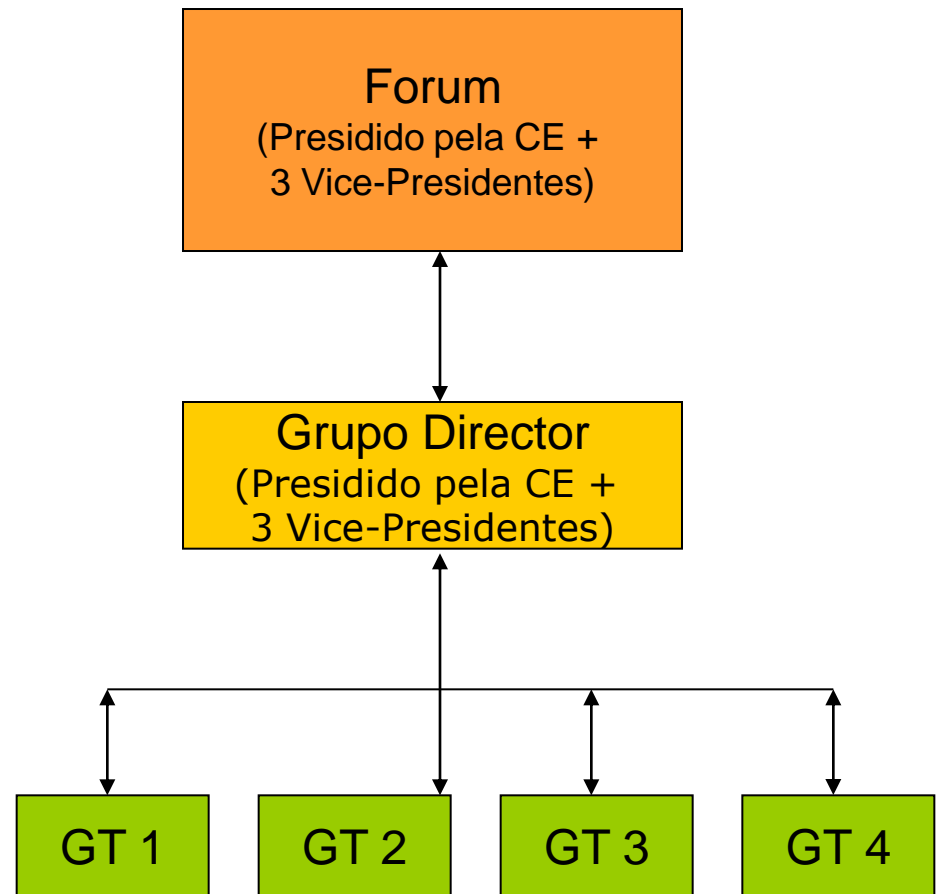 Forum
(Presidido pela CE +
3 Vice-Presidentes)
Grupo Director
(Presidido pela CE +
3 Vice-Presidentes)
GT 1
GT 2
GT 3
GT 4